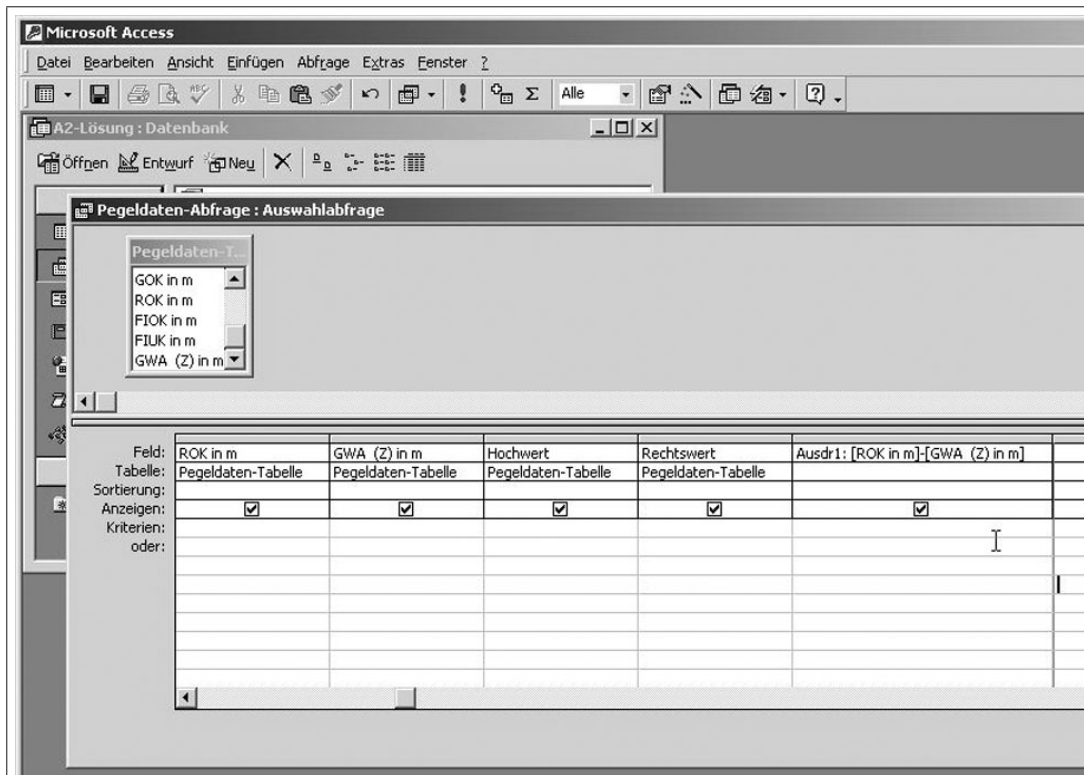 Microsoft Access
Datei Bearbeiten Ansicht Einfügen Abfrage Extras Fenster ?
Alle
A2-Lösung : Datenbank
Öffnen Entwurf Neu
Pegeldaten-Abfrage : Auswahlabfrage
Pegeldaten-T...
GOK in m
ROK in m
FIOK in m
FIUK in m
GWA (Z) in m
Feld: ROK in m GWA (Z) in m Hochwert Rechtswert Ausdr1: [ROK in m]-[GWA (Z) in m]
Tabelle: Pegeldaten-Tabelle Pegeldaten-Tabelle Pegeldaten-Tabelle Pegeldaten-Tabelle
Sortierung:
Anzeigen:
Kriterien:
oder: